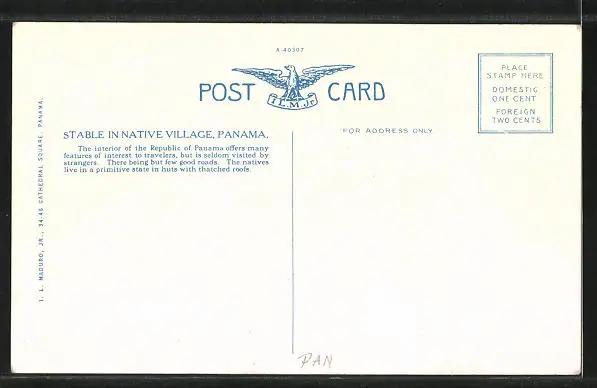 A-40307
POST CARD
I.L.M.Jr.
PLACE
STAMP HERE
DOMESTIC
ONE CENT
FOREIGN
TWO CENTS
FOR ADDRESS ONLY
STABLE IN NATIVE VILLAGE, PANAMA.
The interior of the Republic of Panama offers many
features of interest to travelers, but is seldom visited by
strangers. There being but few good roads. The natives
live in a primitive state in huts with thatched roofs.
I. L. MADURO, JR., 34-46 CATHEDRAL SQUARE, PANAMA.
PAN